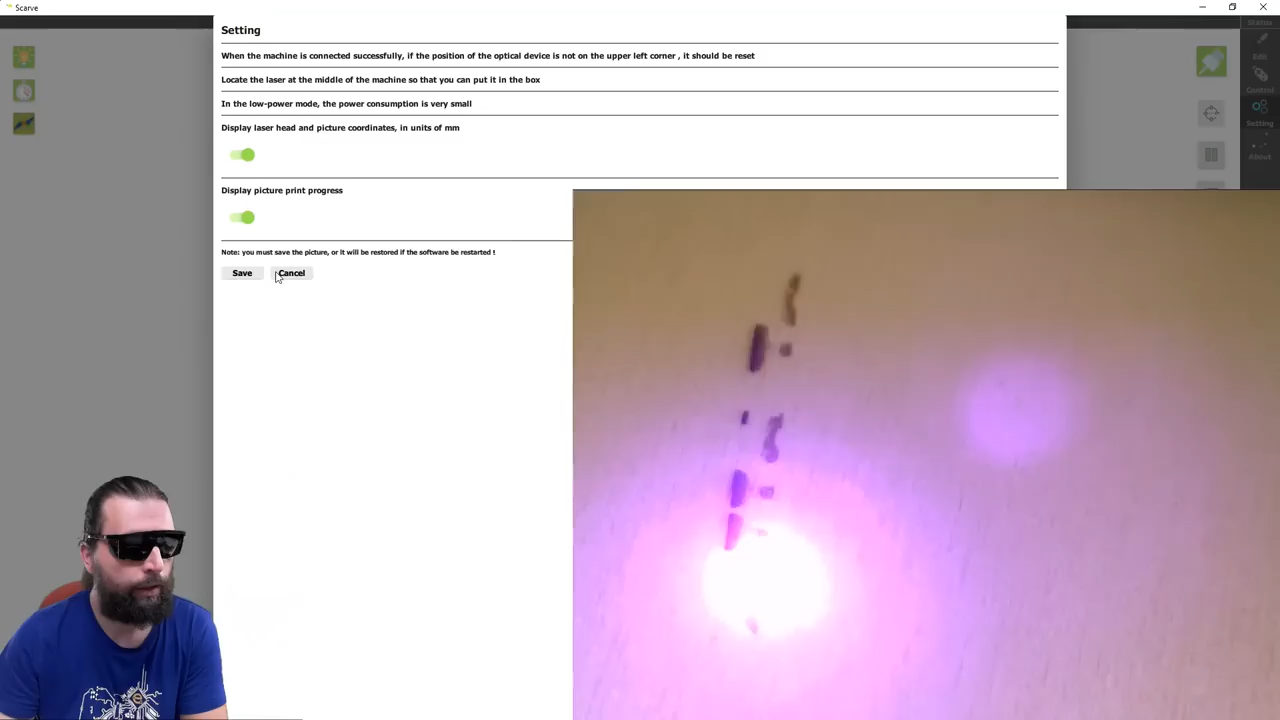 Scarve
Status
Setting
When the machine is connected successfully, if the position of the optical device is not on the upper left corner , it should be reset
Edit
Locate the laser at the middle of the machine so that you can put it in the box
Control
In the low-power mode, the power consumption is very small
Setting
Display laser head and picture coordinates, in units of mm
About
Display picture print progress
Note: you must save the picture, or it will be restored if the software be restarted !
Save
Cancel